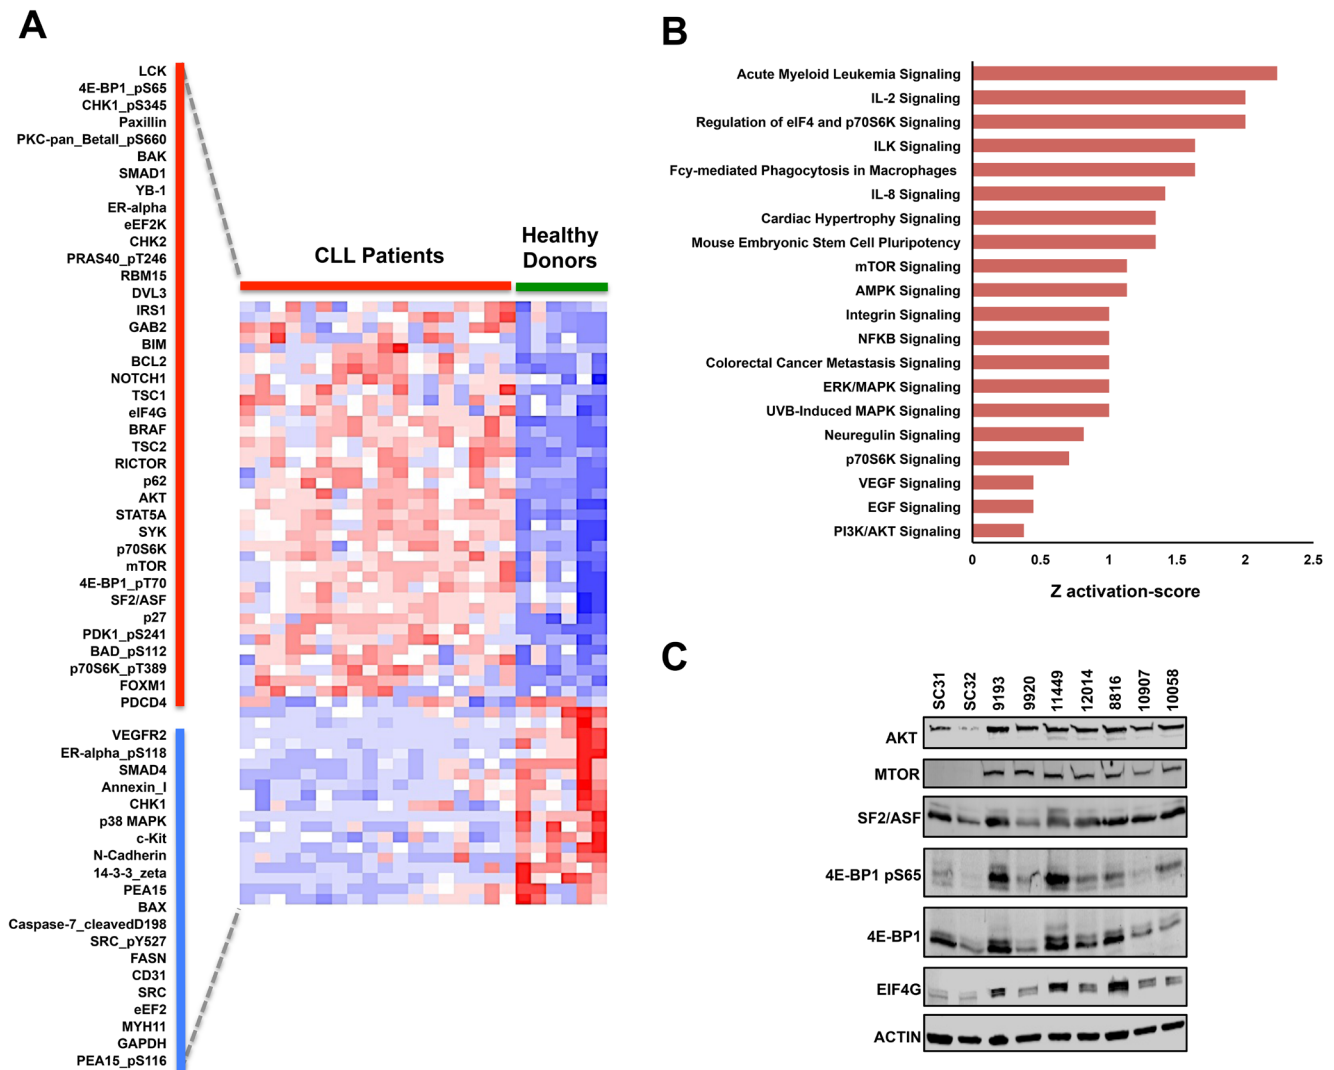 A
LCK
4E-BP1_pS65
CHK1_pS345
Paxillin
PKC-pan_BetaII_pS660
BAK
SMAD1
YB-1
ER-alpha
eEF2K
CHK2
PRAS40_pT246
RBM15
DVL3
IRS1
GAB2
BIM
BCL2
NOTCH1
TSC1
eIF4G
BRAF
TSC2
RICTOR
p62
AKT
STAT5A
SYK
p70S6K
mTOR
4E-BP1_pT70
SF2/ASF
p27
PDK1_pS241
BAD_pS112
p70S6K_pT389
FOXM1
PDCD4
VEGFR2
ER-alpha_pS118
SMAD4
Annexin_I
CHK1
p38 MAPK
c-Kit
N-Cadherin
14-3-3_zeta
PEA15
BAX
Caspase-7_cleavedD198
SRC_pY527
FASN
CD31
SRC
eEF2
MYH11
GAPDH
PEA15_pS116
CLL Patients
Healthy
Donors
B
Acute Myeloid Leukemia Signaling
IL-2 Signaling
Regulation of eIF4 and p70S6K Signaling
ILK Signaling
Fcy-mediated Phagocytosis in Macrophages
IL-8 Signaling
Cardiac Hypertrophy Signaling
Mouse Embryonic Stem Cell Pluripotency
mTOR Signaling
AMPK Signaling
Integrin Signaling
NFKB Signaling
Colorectal Cancer Metastasis Signaling
ERK/MAPK Signaling
UVB-Induced MAPK Signaling
Neuregulin Signaling
p70S6K Signaling
VEGF Signaling
EGF Signaling
PI3K/AKT Signaling
0 0.5 1 1.5 2 2.5
Z activation-score
C
SC31 SC32 9193 9920 11449 12014 8816 10907 10058
AKT
MTOR
SF2/ASF
4E-BP1 pS65
4E-BP1
EIF4G
ACTIN